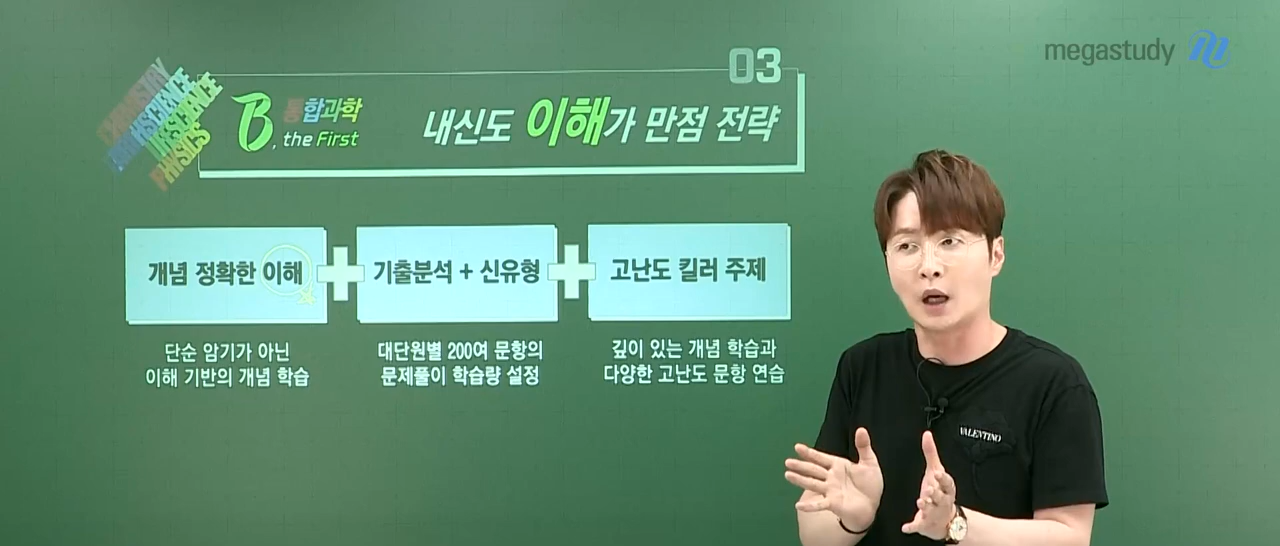 megastudy
03
CHEMISTRY
EARTH SCIENCE
LIFE SCIENCE
PHYSICS
B 통합과학
, the First
내신도 이해가 만점 전략
개념 정확한 이해 + 기출분석 + 신유형 + 고난도 킬러 주제
단순 암기가 아닌
이해 기반의 개념 학습
대단원별 200여 문항의
문제풀이 학습량 설정
깊이 있는 개념 학습과
다양한 고난도 문항 연습
VALENTINO